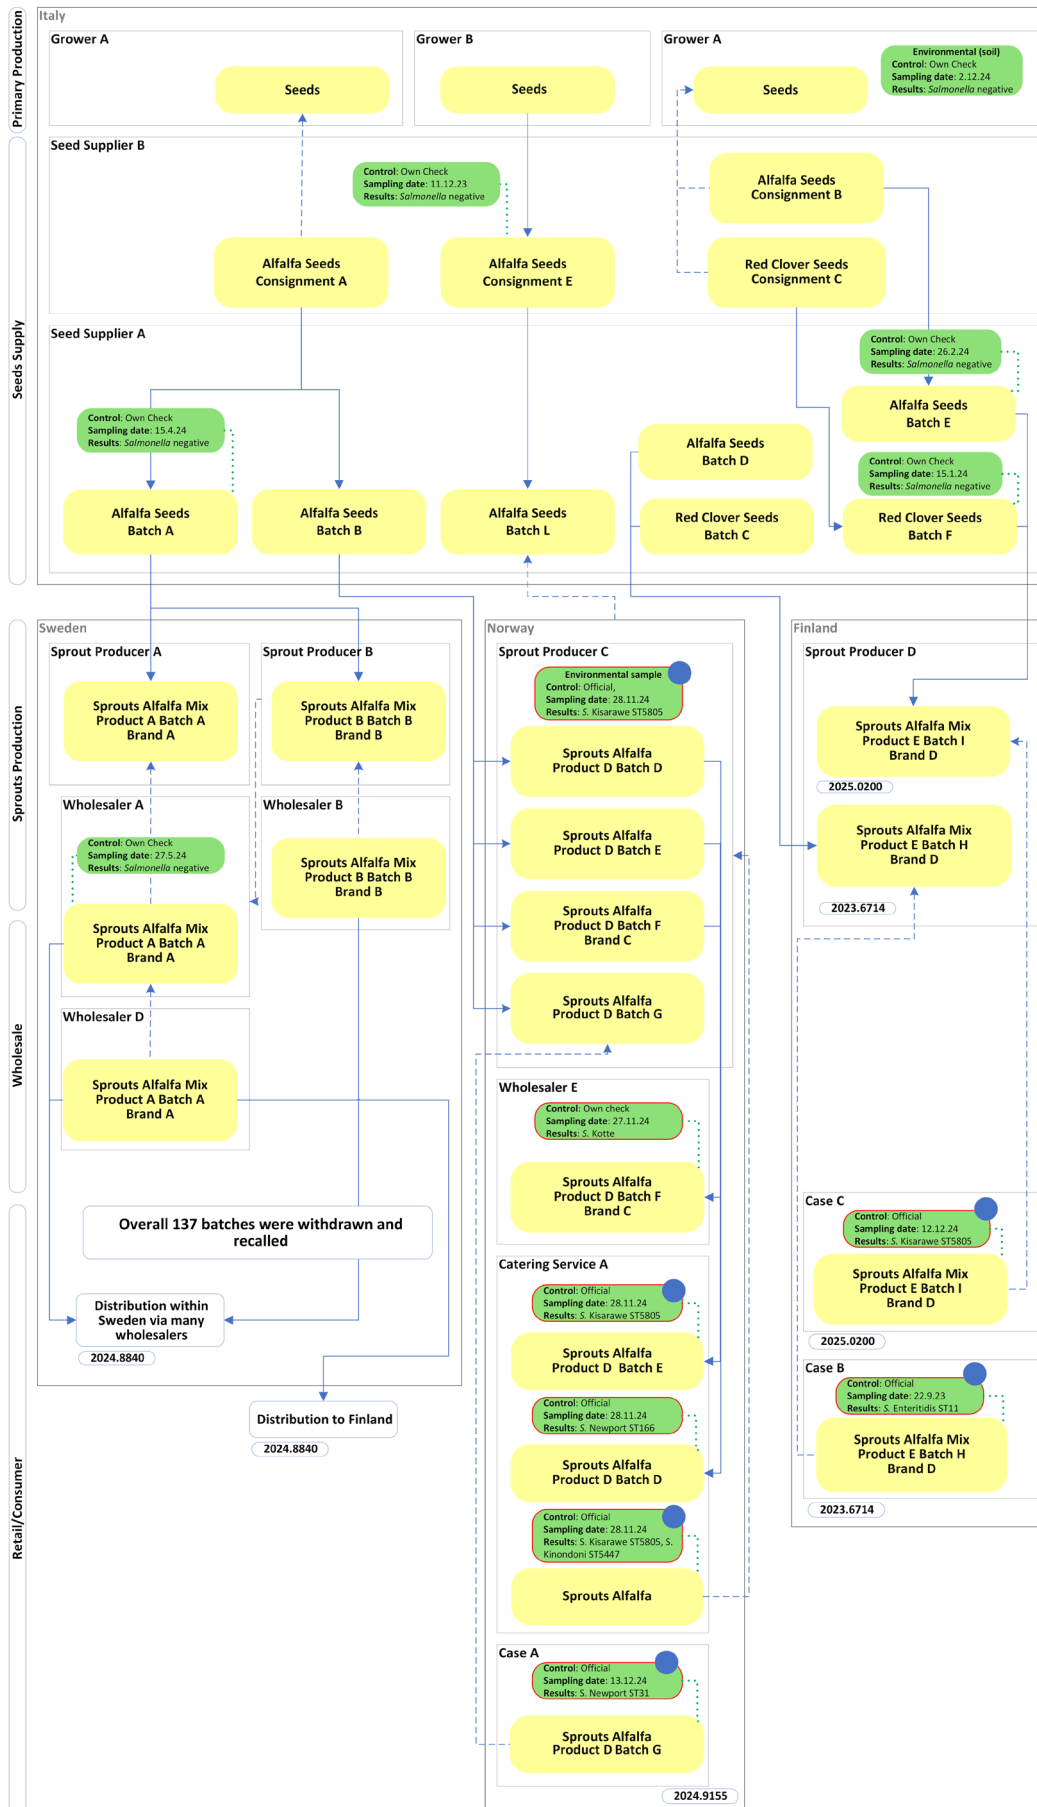 Italy
Primary Production
Grower A
Seeds
Grower B
Seeds
Grower A
Seeds
Environmental (soil)
Control: Own Check
Sampling date: 2.12.24
Results: Salmonella negative
Seeds Supply
Seed Supplier B
Control: Own Check
Sampling date: 11.12.23
Results: Salmonella negative
Alfalfa Seeds
Consignment B
Alfalfa Seeds
Consignment A
Alfalfa Seeds
Consignment E
Red Clover Seeds
Consignment C
Seed Supplier A
Control: Own Check
Sampling date: 26.2.24
Results: Salmonella negative
Alfalfa Seeds
Batch E
Control: Own Check
Sampling date: 15.4.24
Results: Salmonella negative
Alfalfa Seeds
Batch D
Control: Own Check
Sampling date: 15.1.24
Results: Salmonella negative
Alfalfa Seeds
Batch A
Alfalfa Seeds
Batch B
Alfalfa Seeds
Batch L
Red Clover Seeds
Batch C
Red Clover Seeds
Batch F
Sprouts Production
Wholesale
Retail/Consumer
Sweden
Sprout Producer A
Sprouts Alfalfa Mix
Product A Batch A
Brand A
Sprout Producer B
Sprouts Alfalfa Mix
Product B Batch B
Brand B
Wholesaler A
Control: Own Check
Sampling date: 27.5.24
Results: Salmonella negative
Sprouts Alfalfa Mix
Product A Batch A
Brand A
Wholesaler B
Sprouts Alfalfa Mix
Product B Batch B
Brand B
Wholesaler D
Sprouts Alfalfa Mix
Product A Batch A
Brand A
Overall 137 batches were withdrawn and
recalled
Distribution within
Sweden via many
wholesalers
2024.8840
Distribution to Finland
2024.8840
Norway
Sprout Producer C
Environmental sample
Control: Official,
Sampling date: 28.11.24
Results: S. Kisarawe ST5805
Sprouts Alfalfa
Product D Batch D
Sprouts Alfalfa
Product D Batch E
Sprouts Alfalfa
Product D Batch F
Brand C
Sprouts Alfalfa
Product D Batch G
Wholesaler E
Control: Own check
Sampling date: 27.11.24
Results: S. Kotte
Sprouts Alfalfa
Product D Batch F
Brand C
Catering Service A
Control: Official
Sampling date: 28.11.24
Results: S. Kisarawe ST5805
Sprouts Alfalfa
Product D Batch E
Control: Official
Sampling date: 28.11.24
Results: S. Newport ST166
Sprouts Alfalfa
Product D Batch D
Control: Official
Sampling date: 28.11.24
Results: S. Kisarawe ST5805, S.
Kinondoni ST5447
Sprouts Alfalfa
Case A
Control: Official
Sampling date: 13.12.24
Results: S. Newport ST31
Sprouts Alfalfa
Product D Batch G
2024.9155
Finland
Sprout Producer D
Sprouts Alfalfa Mix
Product E Batch I
Brand D
2025.0200
Sprouts Alfalfa Mix
Product E Batch H
Brand D
2023.6714
Case C
Control: Official
Sampling date: 12.12.24
Results: S. Kisarawe ST5805
Sprouts Alfalfa Mix
Product E Batch I
Brand D
2025.0200
Case B
Control: Official
Sampling date: 22.9.23
Results: S. Enteritidis ST11
Sprouts Alfalfa Mix
Product E Batch H
Brand D
2023.6714